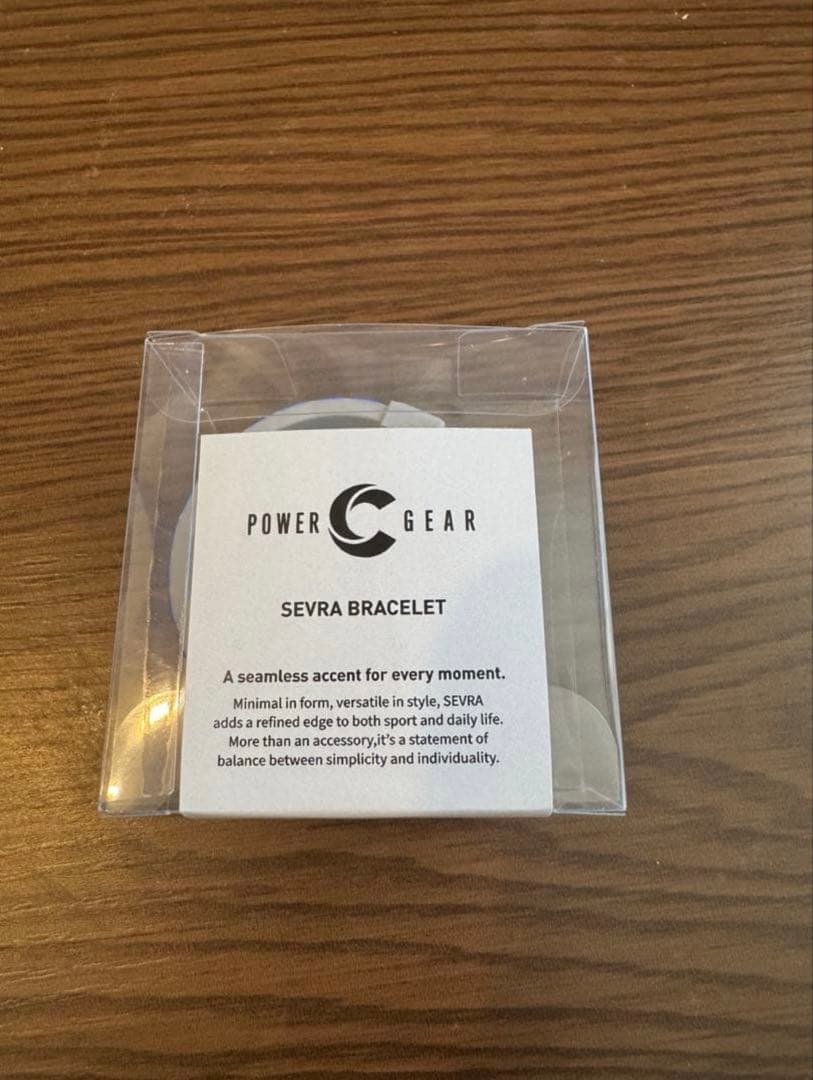 POWER GEAR
SEVRA BRACELET
A seamless accent for every moment.
Minimal in form, versatile in style, SEVRA
adds a refined edge to both sport and daily life.
More than an accessory,it's a statement of
balance between simplicity and individuality.